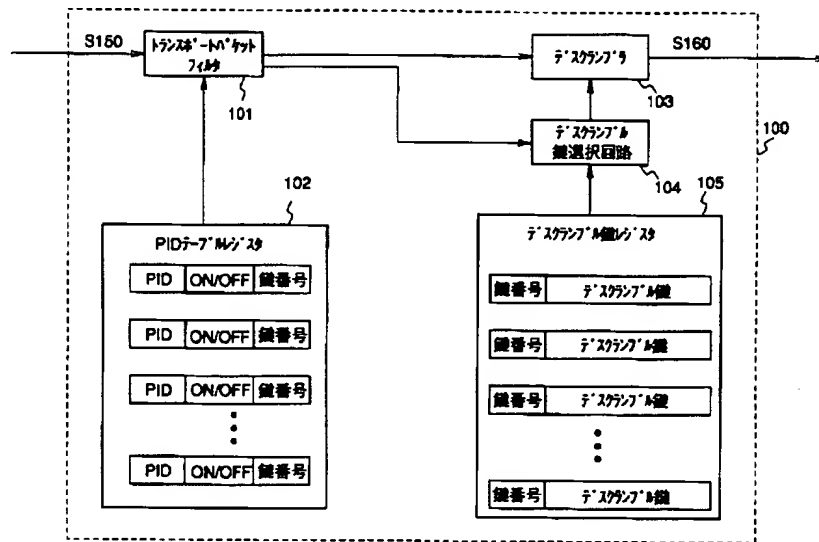 S150
トランスポートパケット
フィルタ
101
デスクランブラ
103
S160
デスクランブル
鍵選択回路
104
100
102
PIDテーブルレジスタ
PID ON/OFF 鍵番号
PID ON/OFF 鍵番号
PID ON/OFF 鍵番号
PID ON/OFF 鍵番号
105
デスクランブル鍵レジスタ
鍵番号 デスクランブル鍵
鍵番号 デスクランブル鍵
鍵番号 デスクランブル鍵
鍵番号 デスクランブル鍵